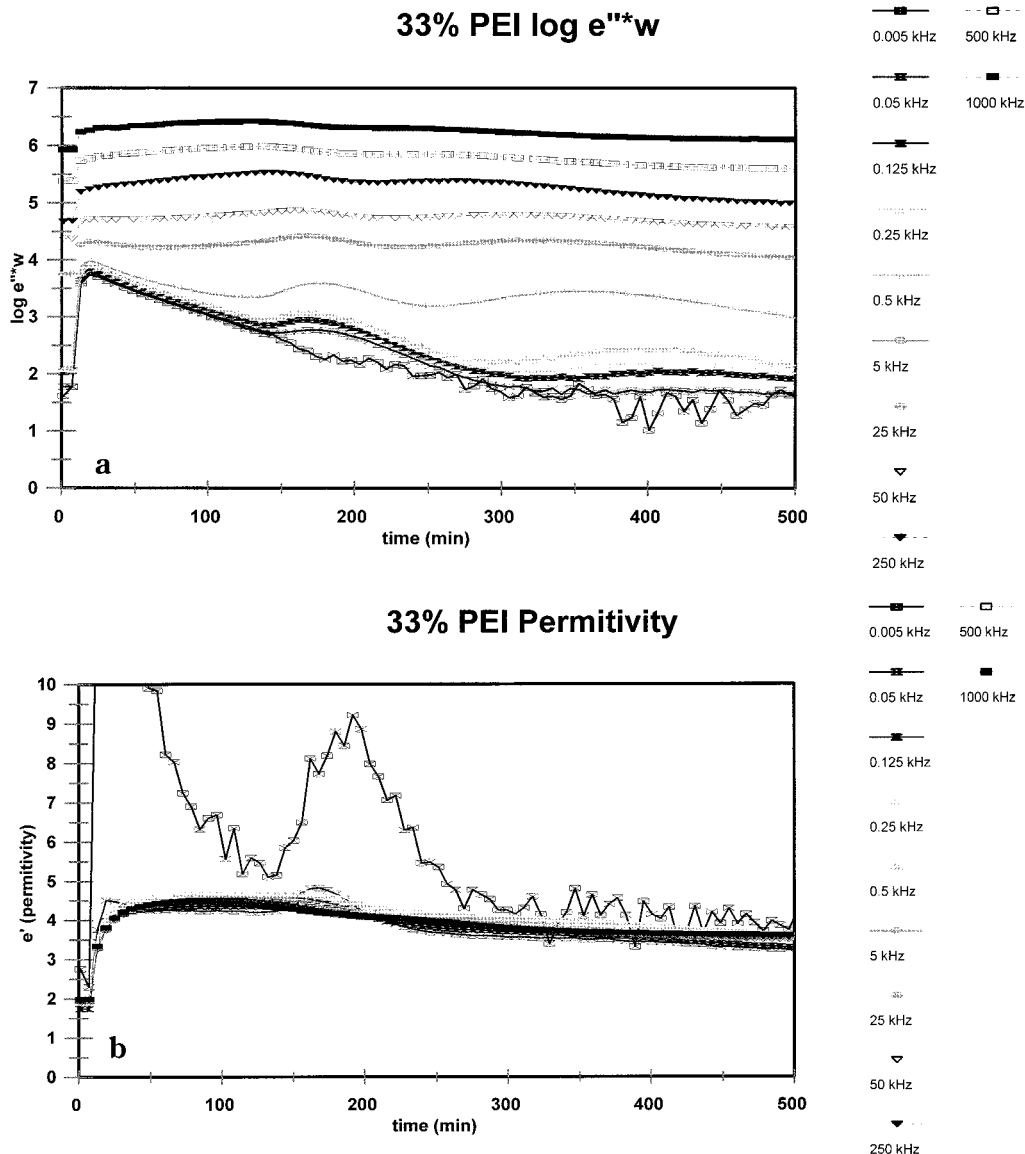 33% PEI log e"*w
0.005 kHz 500 kHz
0.05 kHz 1000 kHz
0.125 kHz
0.25 kHz
0.5 kHz
5 kHz
25 kHz
50 kHz
250 kHz
log e"*w
7
6
5
4
3
2
1
0
a
0 100 200 300 400 500
time (min)
33% PEI Permitivity
0.005 kHz 500 kHz
0.05 kHz 1000 kHz
0.125 kHz
0.25 kHz
0.5 kHz
5 kHz
25 kHz
50 kHz
250 kHz
e' (permitivity)
10
9
8
7
6
5
4
3
2
1
0
b
0 100 200 300 400 500
time (min)